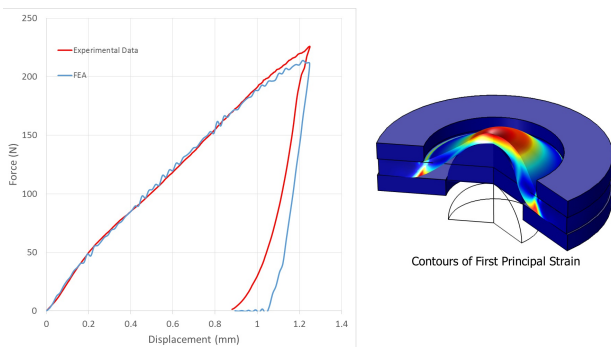 250
200
150
100
50
0
Force (N)
Experimental Data
FEA
0 0.2 0.4 0.6 0.8 1 1.2 1.4
Displacement (mm)
Contours of First Principal Strain